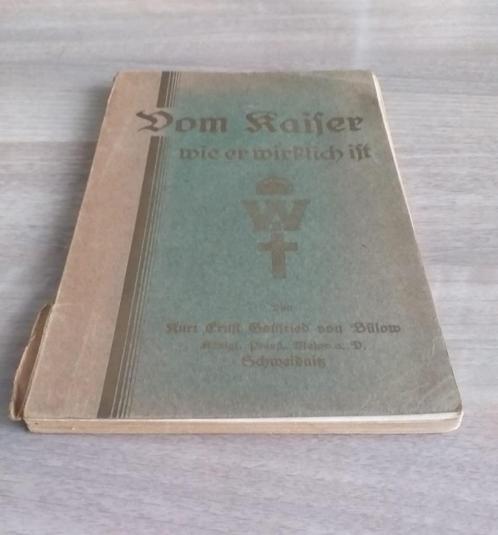 Vom Kaiser
wie er wirklich ist
W
von
Kurt Ernst Gottfried von Bülow
Königl. Preuß. Major a. D.
Schweidnitz